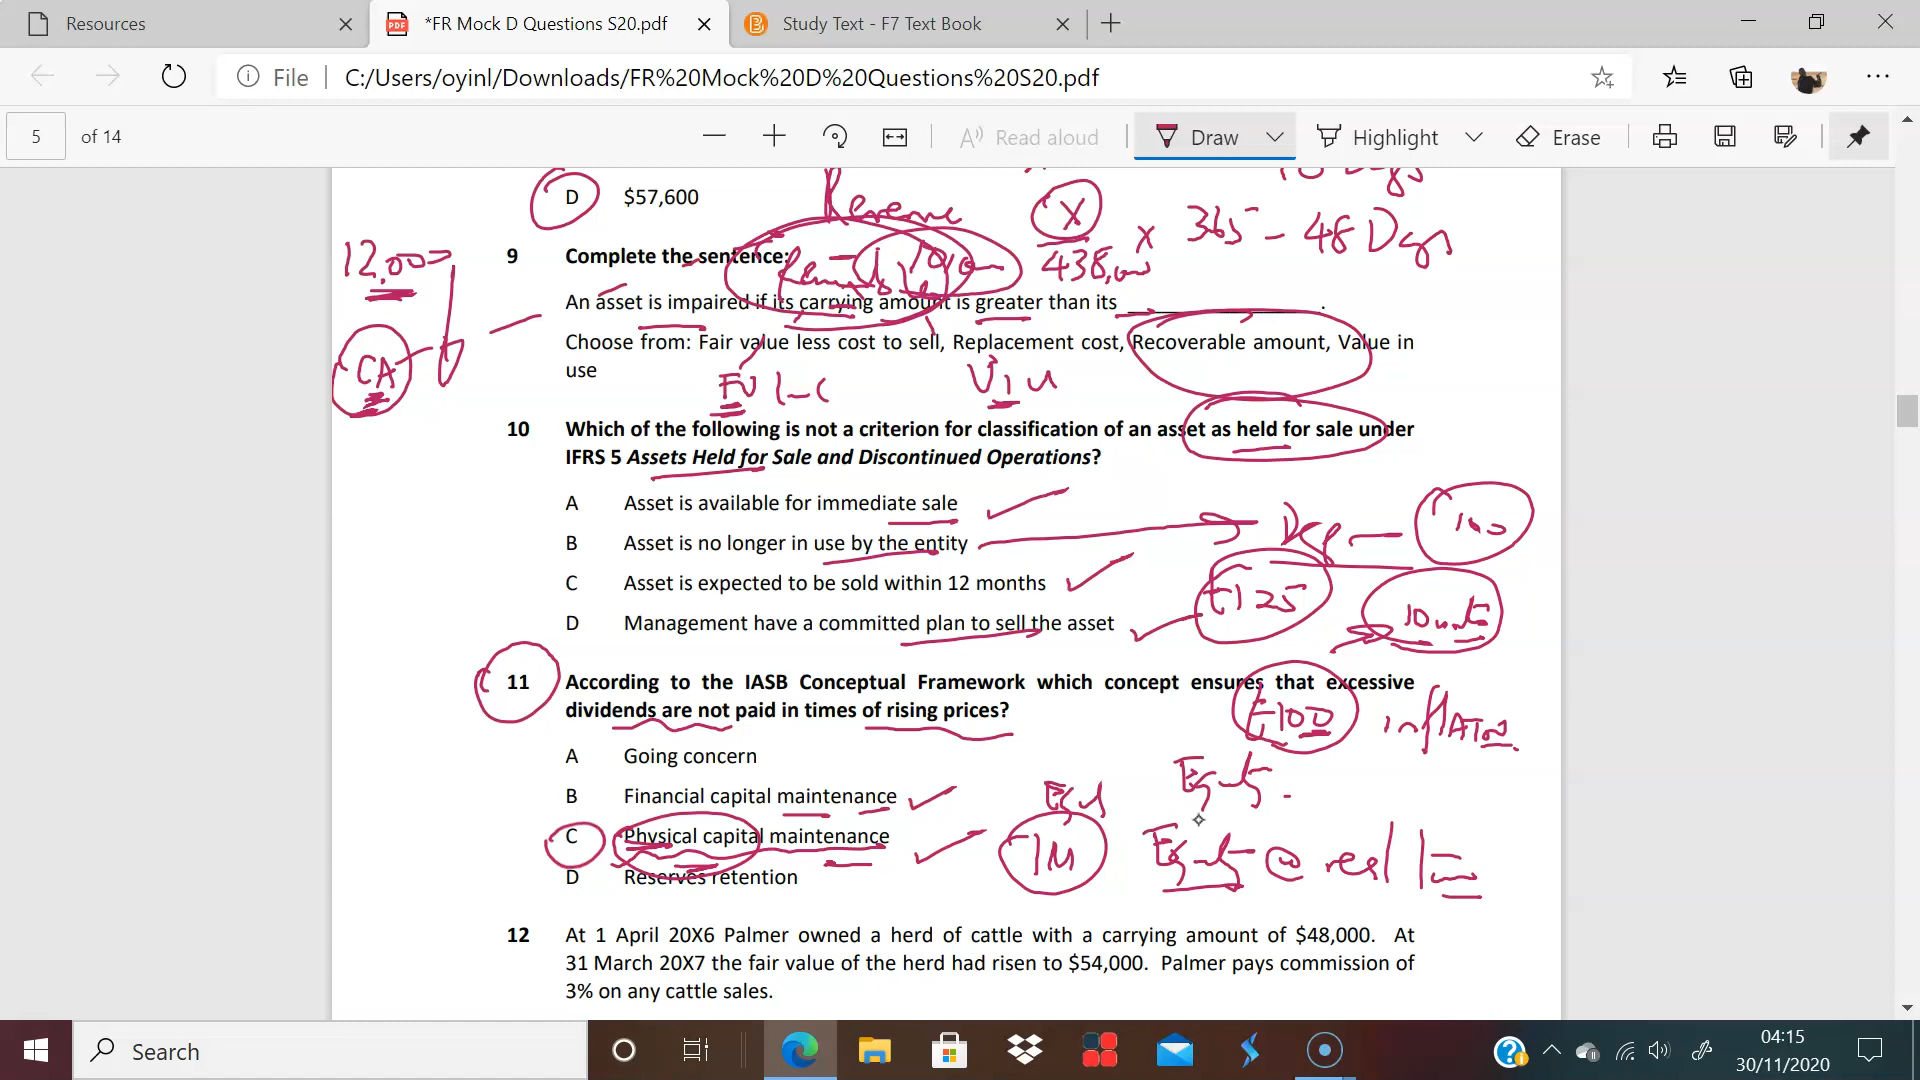 Resources
*FR Mock D Questions S20.pdf
Study Text - F7 Text Book
File
C:/Users/oyinl/Downloads/FR%20Mock%20D%20Questions%20S20.pdf
5 of 14
Read aloud
Draw
Highlight
Erase
D $57,600
Revenue
X
438,000
x 365 = 48 Days
12,000
CA
9 Complete the sentence:
An asset is impaired if its carrying amount is greater than its ____________________ .
Choose from: Fair value less cost to sell, Replacement cost, Recoverable amount, Value in
use
FV L-C
V I U
10 Which of the following is not a criterion for classification of an asset as held for sale under
IFRS 5 Assets Held for Sale and Discontinued Operations?
A Asset is available for immediate sale
B Asset is no longer in use by the entity
C Asset is expected to be sold within 12 months
D Management have a committed plan to sell the asset
Dep
100
£125
10 units
11 According to the IASB Conceptual Framework which concept ensures that excessive
dividends are not paid in times of rising prices?
£100
inflATion
A Going concern
B Financial capital maintenance
C Physical capital maintenance
D Reserves retention
Equity
1M
Equity @ real
12 At 1 April 20X6 Palmer owned a herd of cattle with a carrying amount of $48,000. At
31 March 20X7 the fair value of the herd had risen to $54,000. Palmer pays commission of
3% on any cattle sales.
Search
04:15
30/11/2020